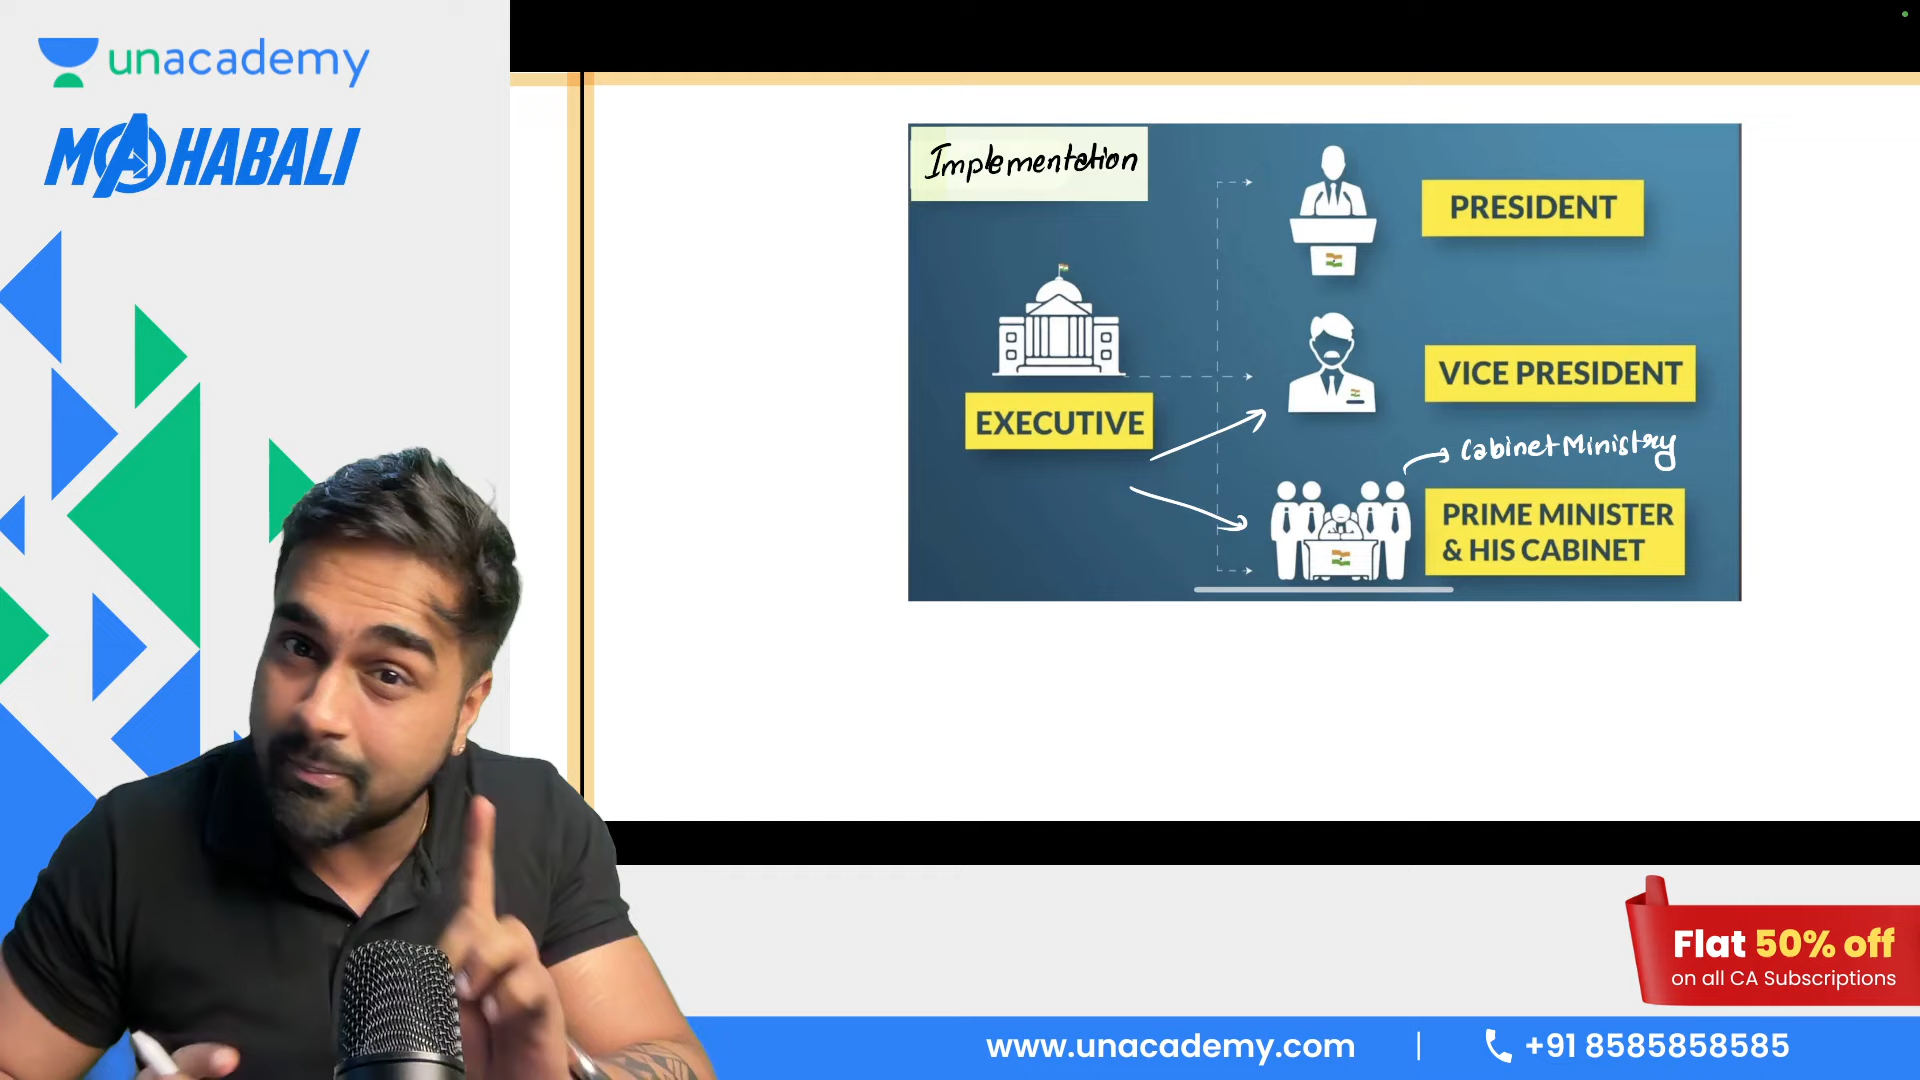 unacademy
MAHABALI
Implementation
PRESIDENT
VICE PRESIDENT
EXECUTIVE
Cabinet Ministry
PRIME MINISTER
& HIS CABINET
Flat 50% off
on all CA Subscriptions
www.unacademy.com | +91 8585858585